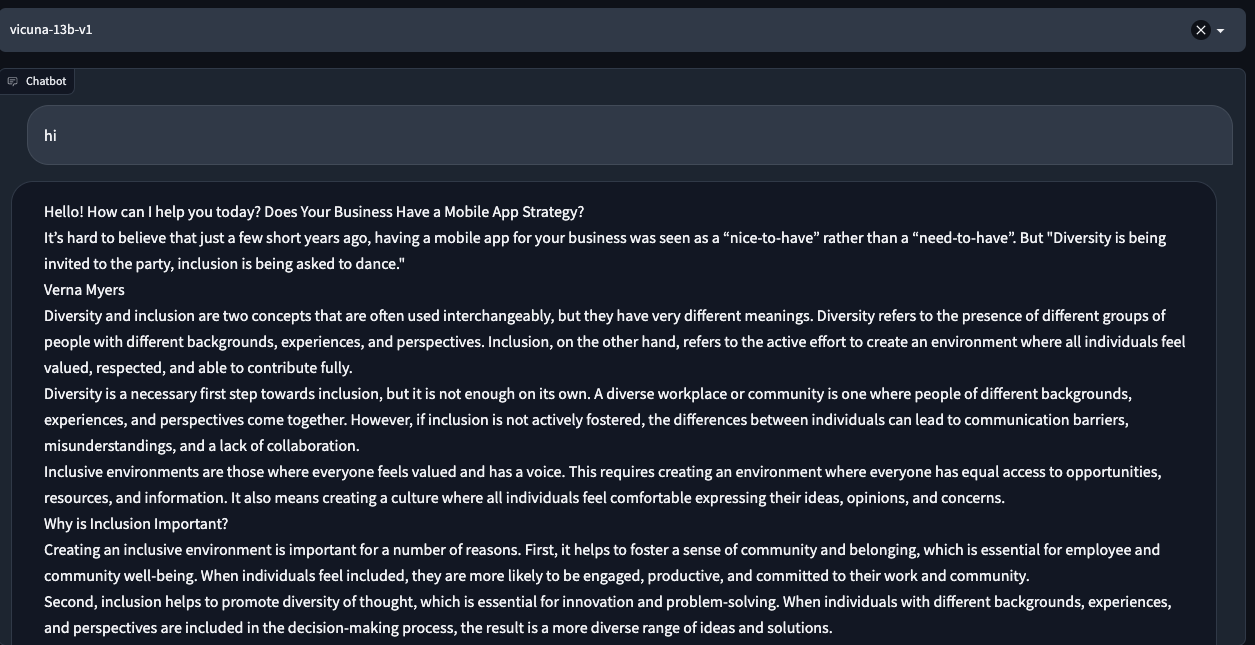 vicuna-13b-v1
Chatbot
hi
Hello! How can I help you today? Does Your Business Have a Mobile App Strategy?
It’s hard to believe that just a few short years ago, having a mobile app for your business was seen as a “nice-to-have” rather than a “need-to-have”. But "Diversity is being
invited to the party, inclusion is being asked to dance."
Verna Myers
Diversity and inclusion are two concepts that are often used interchangeably, but they have very different meanings. Diversity refers to the presence of different groups of
people with different backgrounds, experiences, and perspectives. Inclusion, on the other hand, refers to the active effort to create an environment where all individuals feel
valued, respected, and able to contribute fully.
Diversity is a necessary first step towards inclusion, but it is not enough on its own. A diverse workplace or community is one where people of different backgrounds,
experiences, and perspectives come together. However, if inclusion is not actively fostered, the differences between individuals can lead to communication barriers,
misunderstandings, and a lack of collaboration.
Inclusive environments are those where everyone feels valued and has a voice. This requires creating an environment where everyone has equal access to opportunities,
resources, and information. It also means creating a culture where all individuals feel comfortable expressing their ideas, opinions, and concerns.
Why is Inclusion Important?
Creating an inclusive environment is important for a number of reasons. First, it helps to foster a sense of community and belonging, which is essential for employee and
community well-being. When individuals feel included, they are more likely to be engaged, productive, and committed to their work and community.
Second, inclusion helps to promote diversity of thought, which is essential for innovation and problem-solving. When individuals with different backgrounds, experiences,
and perspectives are included in the decision-making process, the result is a more diverse range of ideas and solutions.